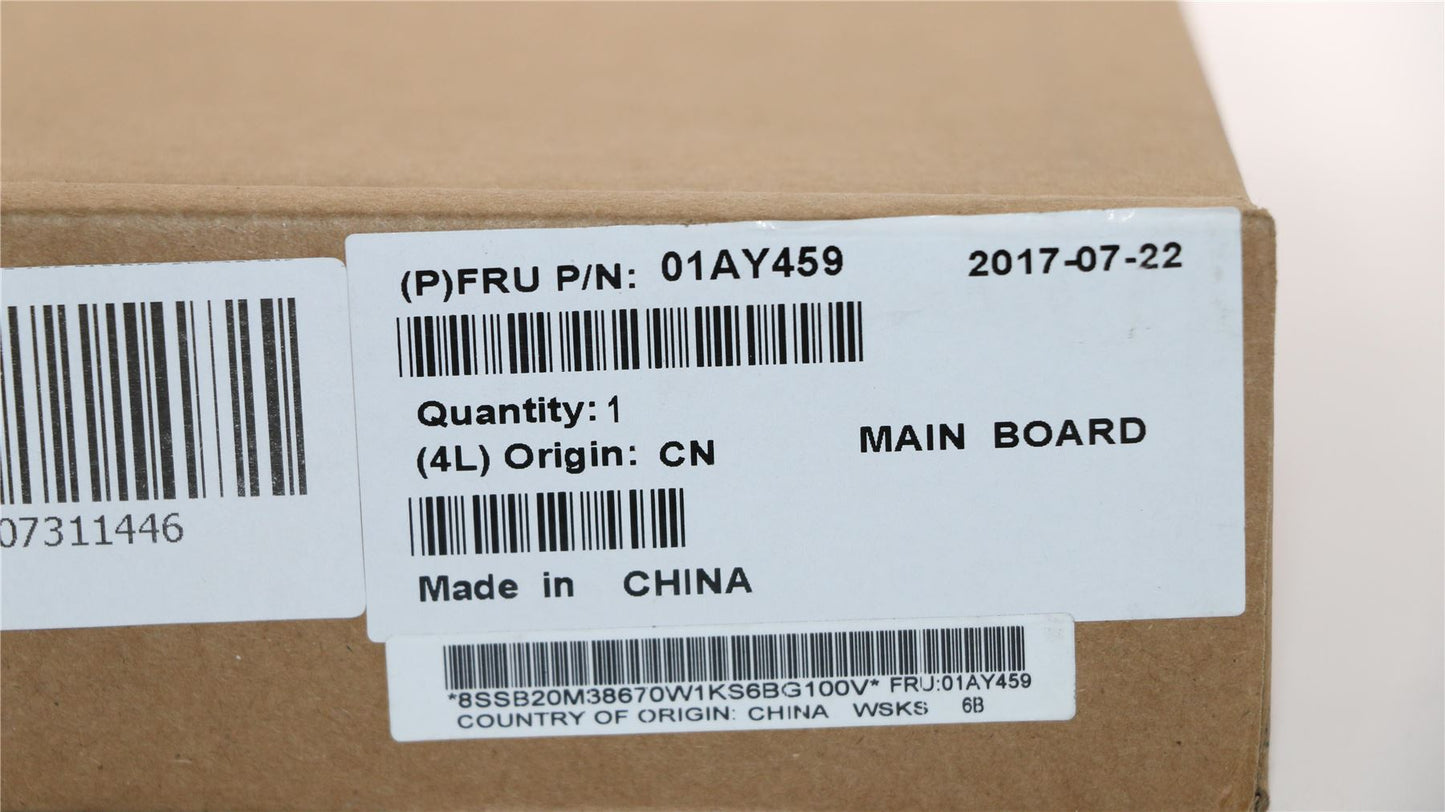 (P)FRU P/N: 01AY459 2017-07-22
Quantity: 1
(4L) Origin: CN
MAIN BOARD
07311446
Made in CHINA
*8SSB20M38670W1KS6BG100V* FRU:01AY459
COUNTRY OF ORIGIN: CHINA WSKS 6B